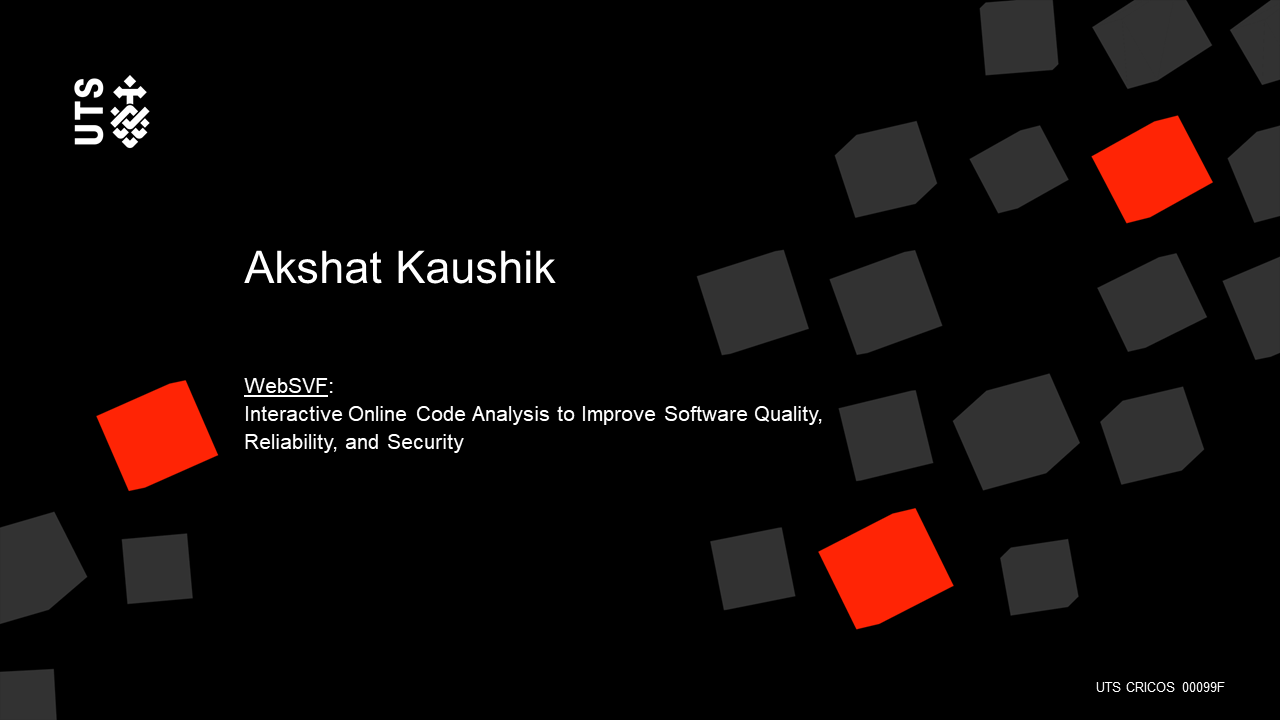 UTS
Akshat Kaushik
WebSVF:
Interactive Online Code Analysis to Improve Software Quality,
Reliability, and Security
UTS CRICOS 00099F